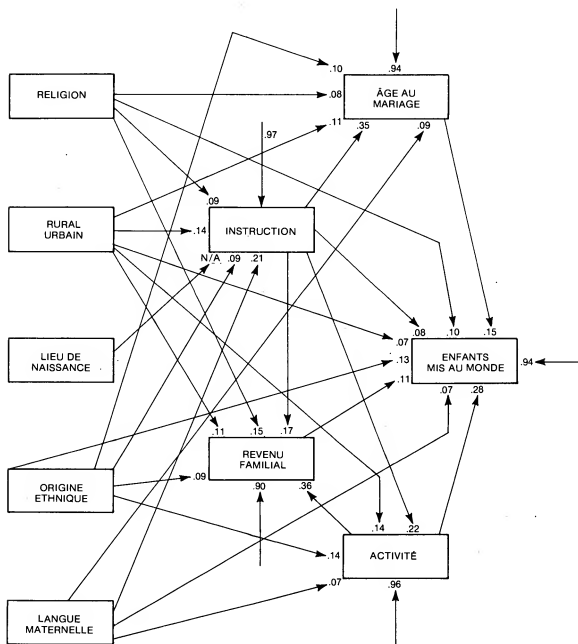 .10
.94
RELIGION
.08
ÂGE AU
MARIAGE
.11
.35
.09
.97
.09
RURAL
URBAIN
.14
INSTRUCTION
N/A
.09
.21
.08
.10
.15
.07
LIEU DE
NAISSANCE
.13
ENFANTS
MIS AU MONDE
.94
.11
.07
.28
.11
.15
.17
ORIGINE
ETHNIQUE
.09
REVENU
FAMILIAL
.90
.36
.14
.22
.14
ACTIVITÉ
.07
.96
LANGUE
MATERNELLE